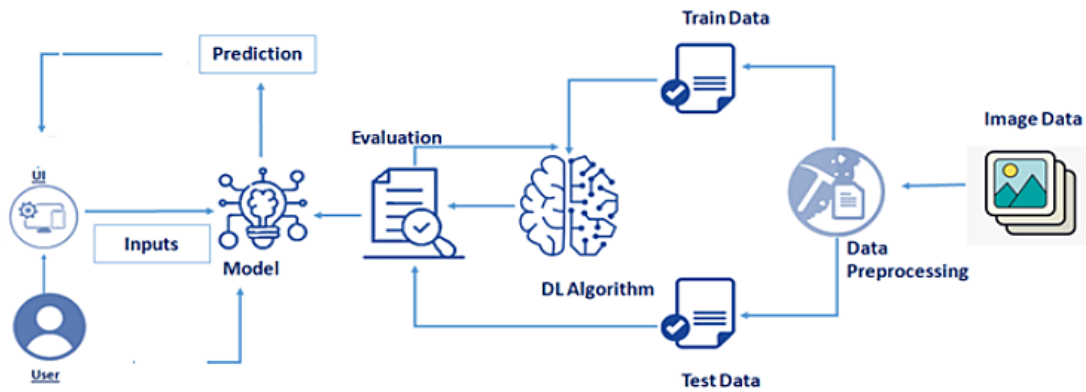 Train Data
Prediction
Image Data
Evaluation
UI
Inputs
Model
Data
Preprocessing
DL Algorithm
User
Test Data